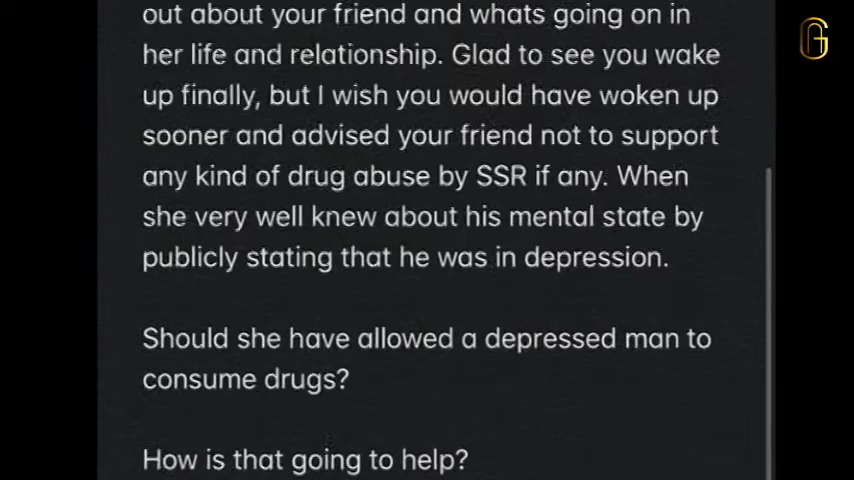 out about your friend and whats going on in
her life and relationship. Glad to see you wake
up finally, but I wish you would have woken up
sooner and advised your friend not to support
any kind of drug abuse by SSR if any. When
she very well knew about his mental state by
publicly stating that he was in depression.
Should she have allowed a depressed man to
consume drugs?
How is that going to help?